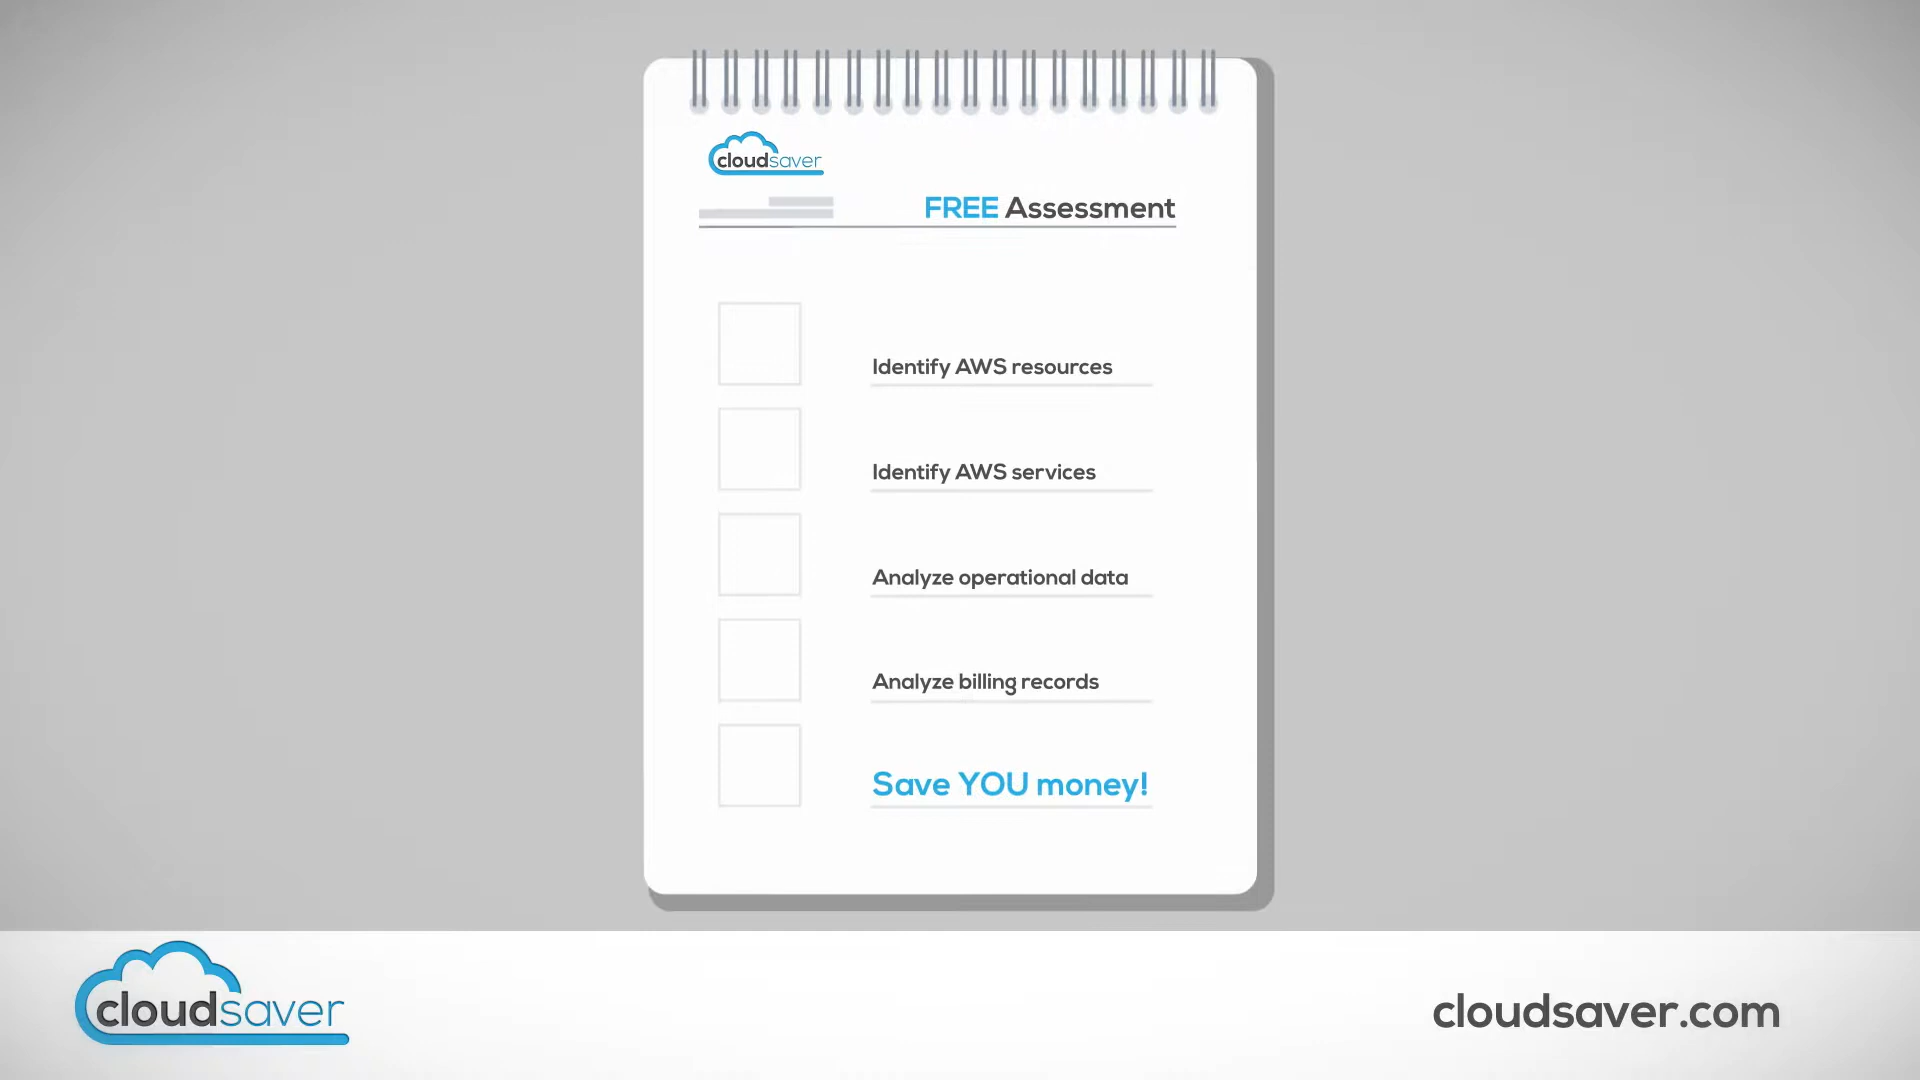 cloudsaver
FREE Assessment
Identify AWS resources
Identify AWS services
Analyze operational data
Analyze billing records
Save YOU money!
cloudsaver
cloudsaver.com